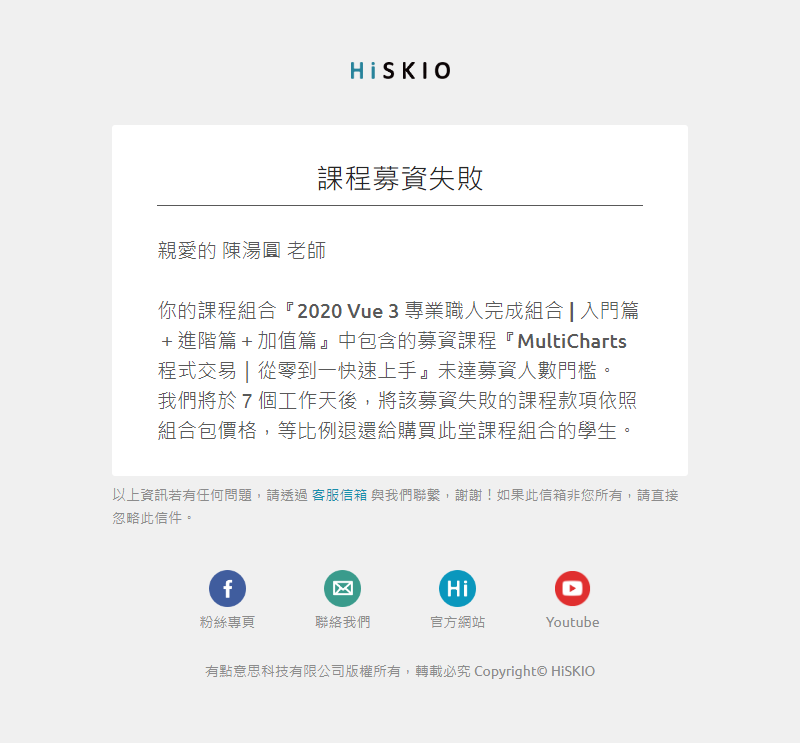 HiSKIO
課程募資失敗
親愛的 陳湯圓 老師
你的課程組合『2020 Vue 3 專業職人完成組合 | 入門篇
＋進階篇＋加值篇』中包含的募資課程『MultiCharts
程式交易｜從零到一快速上手』未達募資人數門檻。
我們將於 7 個工作天後，將該募資失敗的課程款項依照
組合包價格，等比例退還給購買此堂課程組合的學生。
以上資訊若有任何問題，請透過 客服信箱 與我們聯繫，謝謝！如果此信箱非您所有，請直接
忽略此信件。
f
Hi
粉絲專頁
聯絡我們
官方網站
Youtube
有點意思科技有限公司版權所有，轉載必究 Copyright© HiSKIO